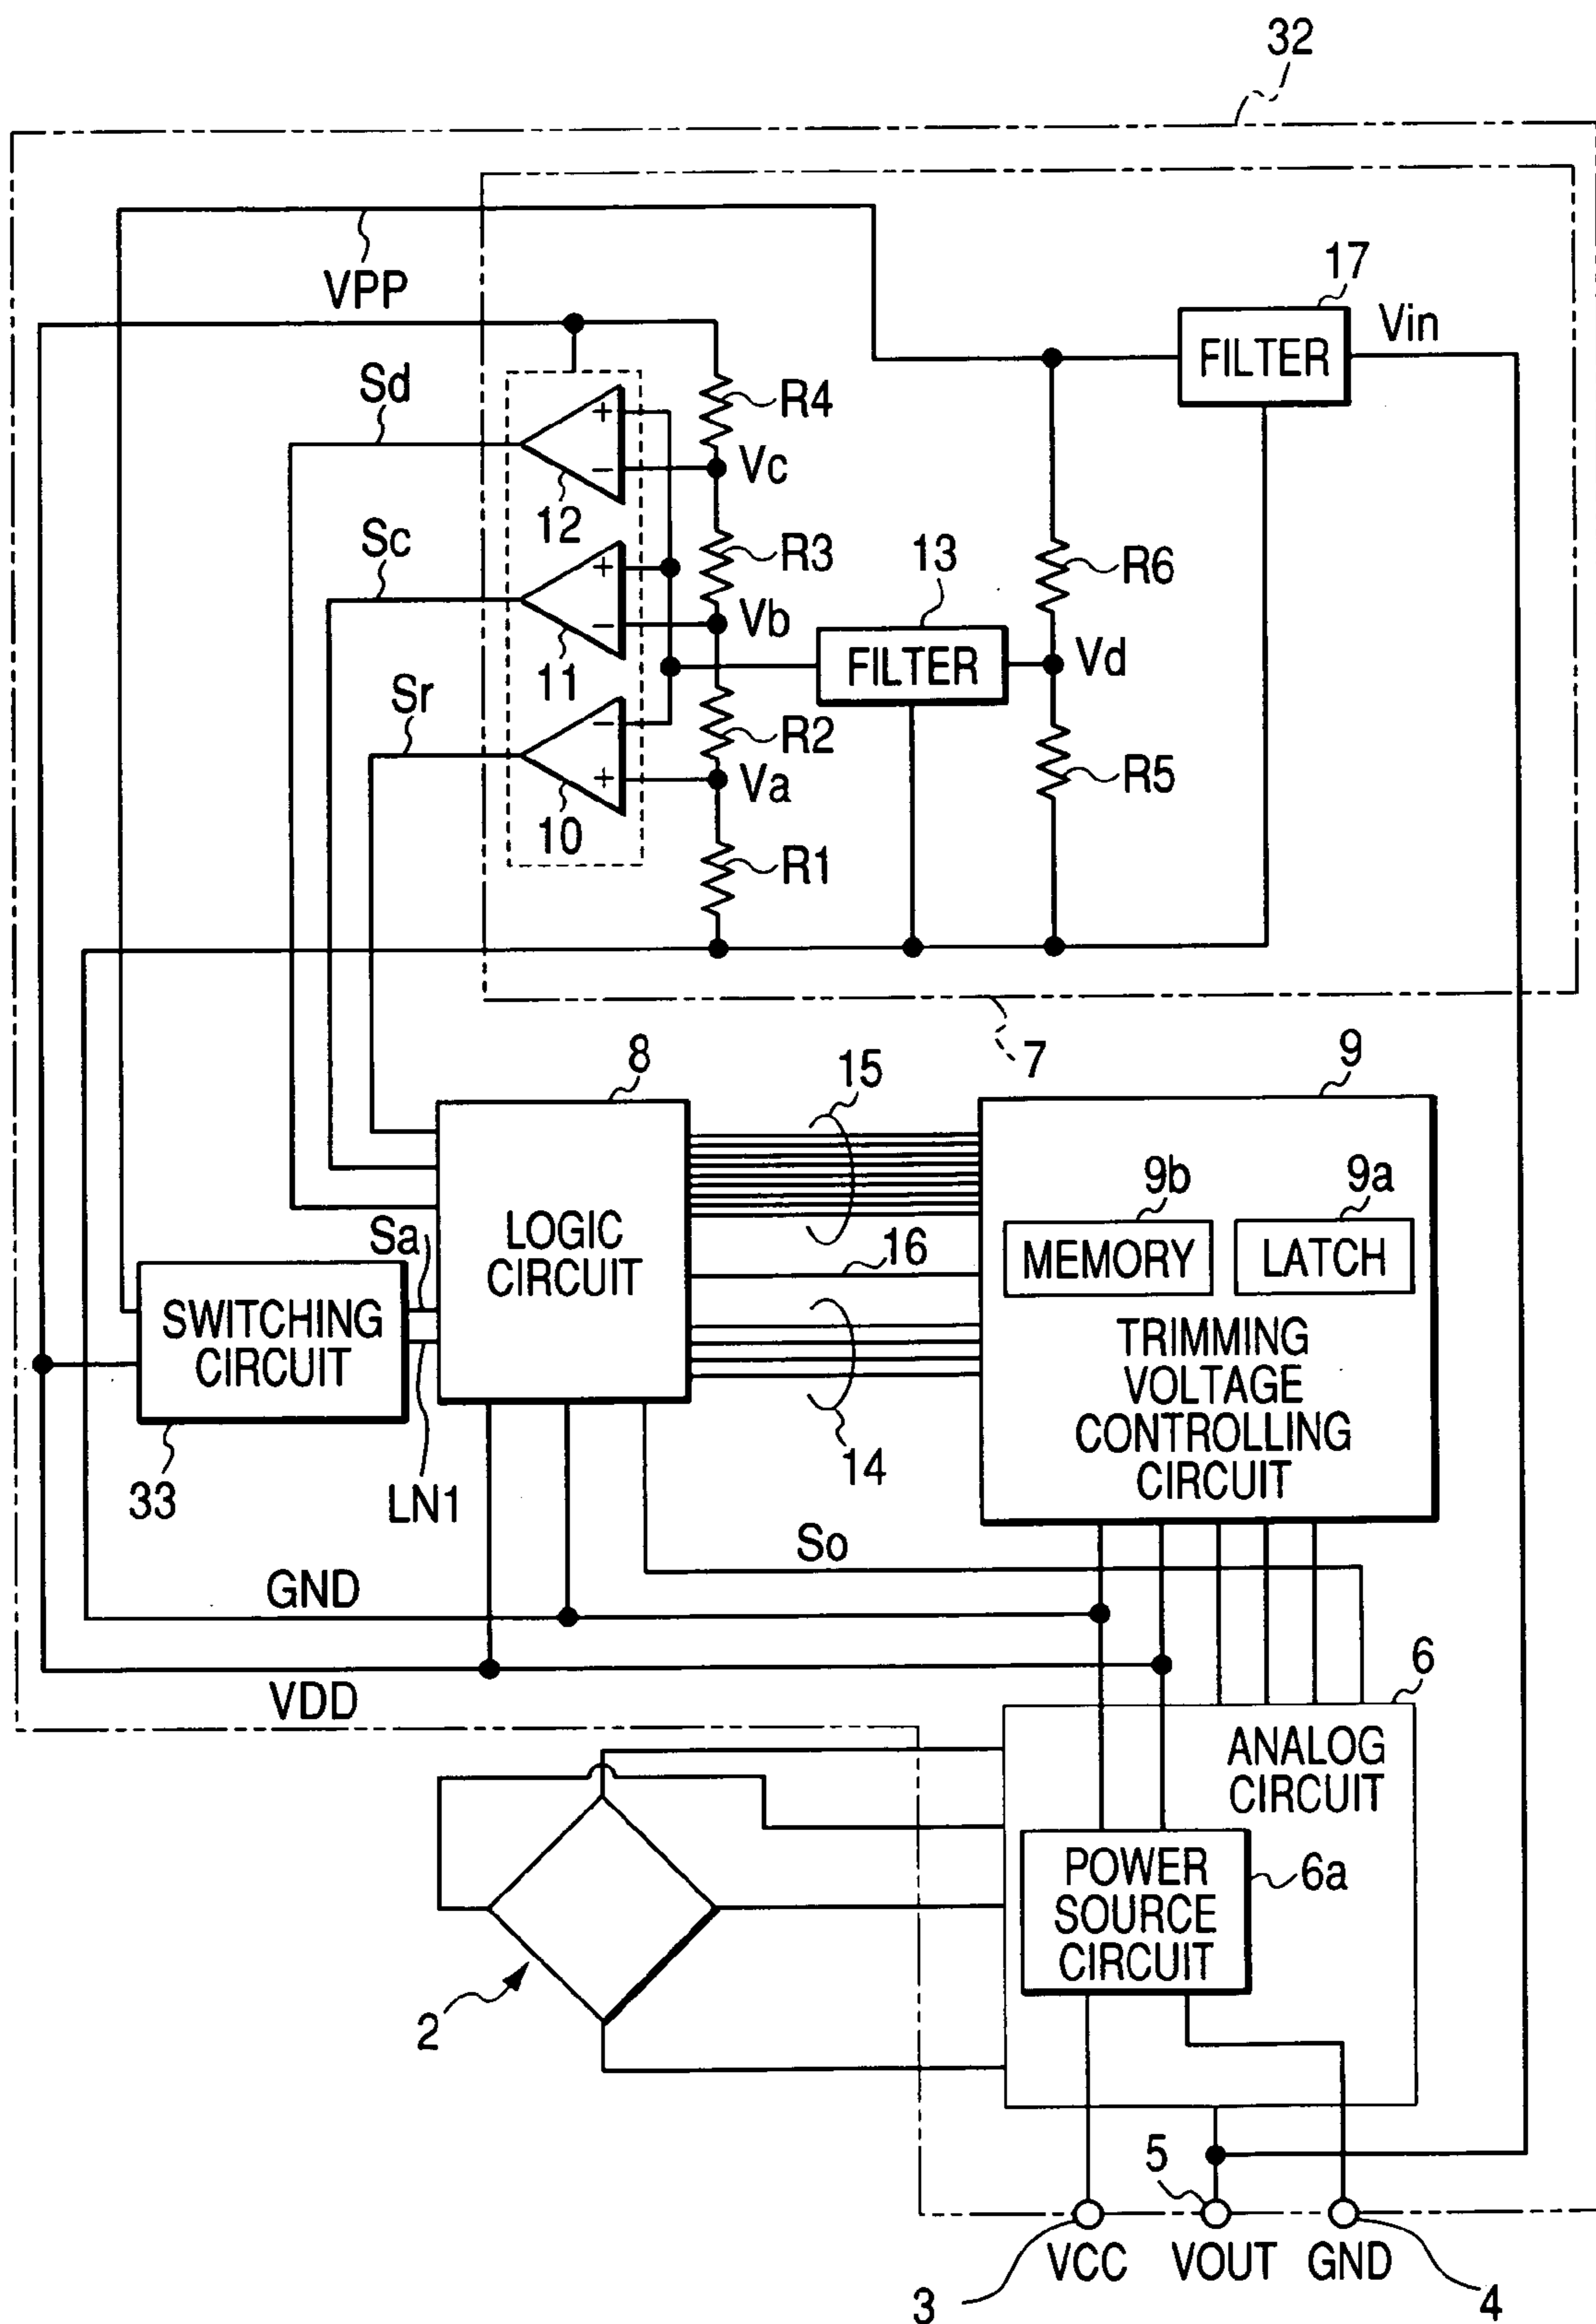 32
VPP
17
FILTER
Vin
Sd
+
−
12
R4
Vc
Sc
+
−
11
R3
Vb
13
FILTER
R6
Vd
Sr
−
+
10
R2
Va
R5
R1
7
8
15
9
LOGIC
CIRCUIT
9b
9a
MEMORY
LATCH
16
Sa
SWITCHING
CIRCUIT
TRIMMING
VOLTAGE
CONTROLLING
CIRCUIT
33
LN1
14
So
GND
VDD
6
ANALOG
CIRCUIT
POWER
SOURCE
CIRCUIT
6a
2
5
VCC
VOUT
GND
3
4